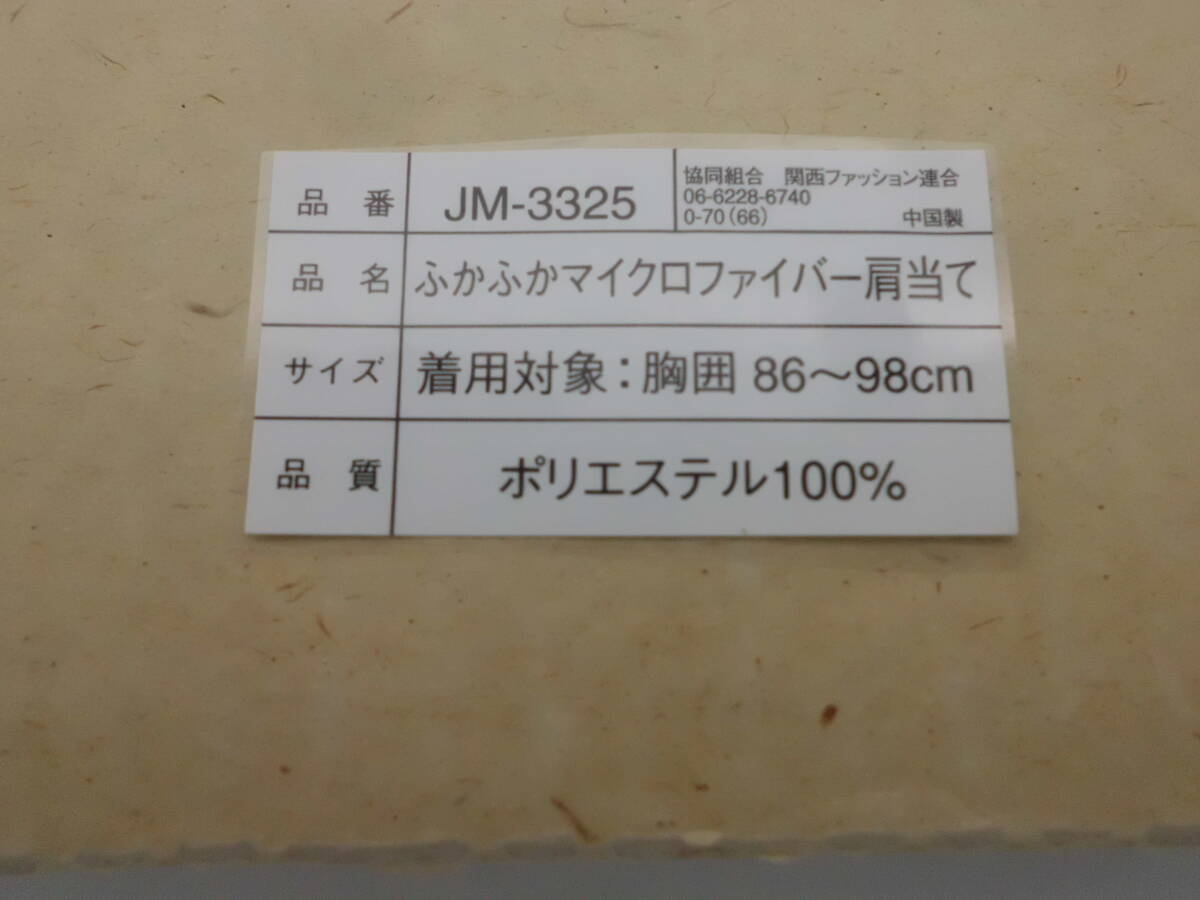 品番 JM-3325
協同組合 関西ファッション連合
06-6228-6740
0-70(66) 中国製
品名 ふかふかマイクロファイバー肩当て
サイズ 着用対象：胸囲 86〜98cm
品質 ポリエステル100%